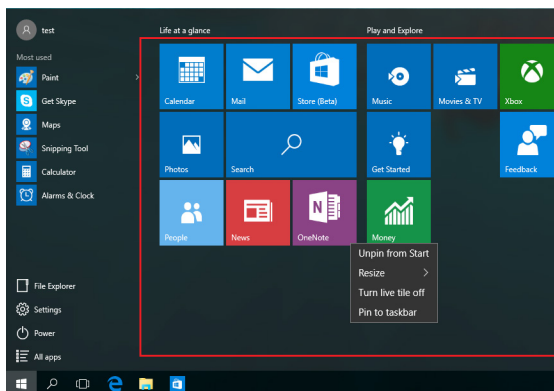 test
Most used
Paint
Get Skype
Maps
Snipping Tool
Calculator
Alarms & Clock
File Explorer
Settings
Power
All apps
Life at a glance
Calendar
Mail
Store (Beta)
Photos
Search
People
News
OneNote
Play and Explore
Music
Movies & TV
Xbox
Get Started
Feedback
Money
Unpin from Start
Resize
Turn live tile off
Pin to taskbar